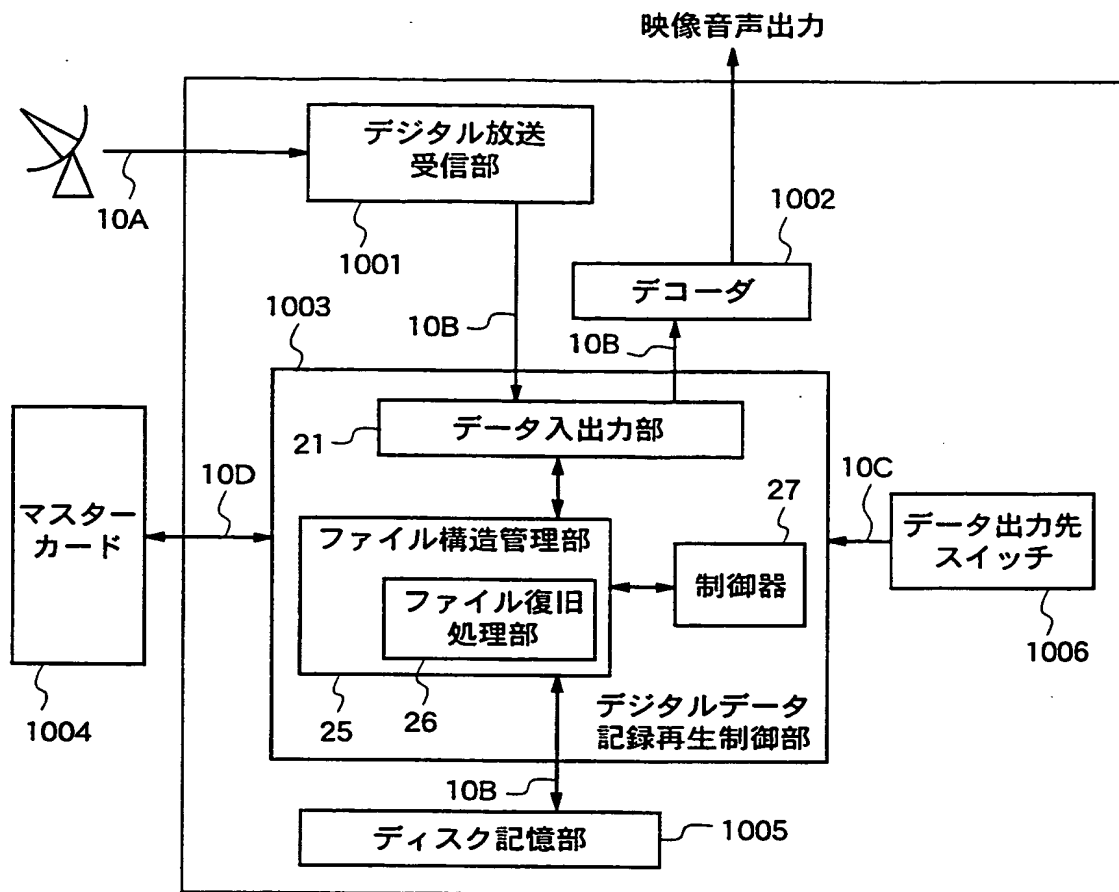 映像音声出力
デジタル放送
受信部
10A
1001
1002
デコーダ
1003
10B
10B
データ入出力部
21
10D
27
10C
マスター
カード
ファイル構造管理部
制御器
データ出力先
スイッチ
ファイル復旧
処理部
1006
1004
25
26
デジタルデータ
記録再生制御部
10B
ディスク記憶部
1005